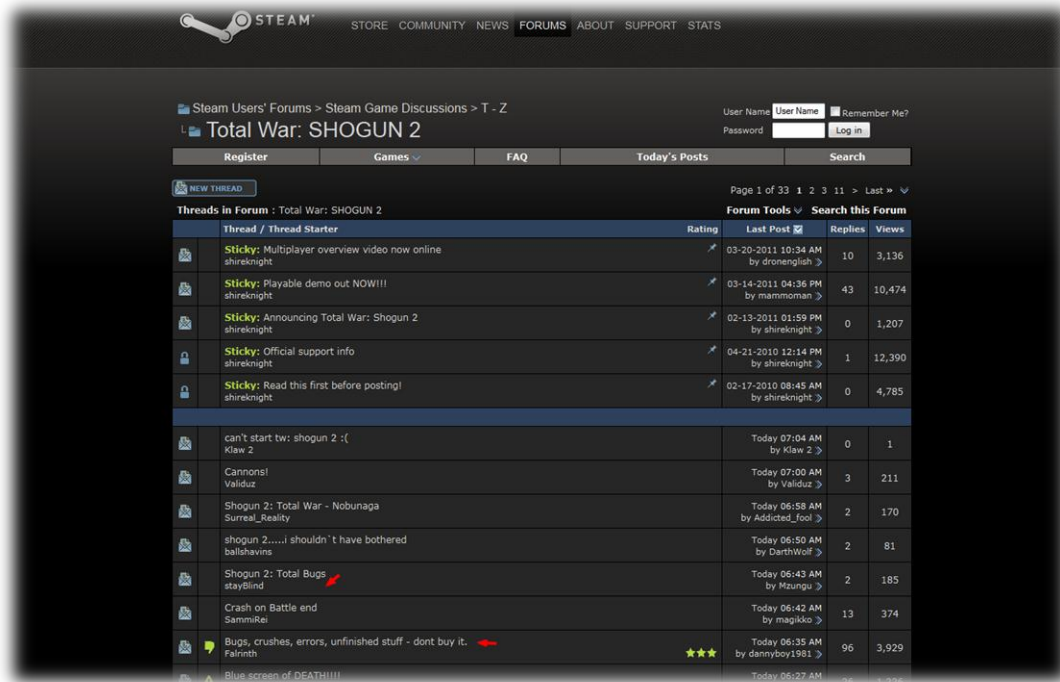 STEAM
STORE COMMUNITY NEWS FORUMS ABOUT SUPPORT STATS
Steam Users' Forums > Steam Game Discussions > T - Z
Total War: SHOGUN 2
User Name User Name Remember Me?
Password Log in
Register Games FAQ Today's Posts Search
NEW THREAD
Page 1 of 33 1 2 3 11 > Last »
Threads in Forum : Total War: SHOGUN 2
Forum Tools Search this Forum
Thread / Thread Starter Rating Last Post Replies Views
Sticky: Multiplayer overview video now online 03-20-2011 10:34 AM 10 3,136
shireknight by dronenglish
Sticky: Playable demo out NOW!!! 03-14-2011 04:36 PM 43 10,474
shireknight by mammoman
Sticky: Announcing Total War: Shogun 2 02-13-2011 01:59 PM 0 1,207
shireknight by shireknight
Sticky: Official support info 04-21-2010 12:14 PM 1 12,390
shireknight by shireknight
Sticky: Read this first before posting! 02-17-2010 08:45 AM 0 4,785
shireknight by shireknight
can't start tw: shogun 2 :( Today 07:04 AM 0 1
Klaw 2 by Klaw 2
Cannons! Today 07:00 AM 3 211
Validuz by Validuz
Shogun 2: Total War - Nobunaga Today 06:58 AM 2 170
Surreal_Reality by Addicted_fool
shogun 2.....i shouldn`t have bothered Today 06:50 AM 2 81
ballshavins by DarthWolf
Shogun 2: Total Bugs Today 06:43 AM 2 185
stayBlind by Mzungu
Crash on Battle end Today 06:42 AM 13 374
SammiRei by magikko
Bugs, crushes, errors, unfinished stuff - dont buy it. Today 06:35 AM 96 3,929
Falrinth by dannyboy1981
Blue screen of DEATH!!!! Today 06:27 AM